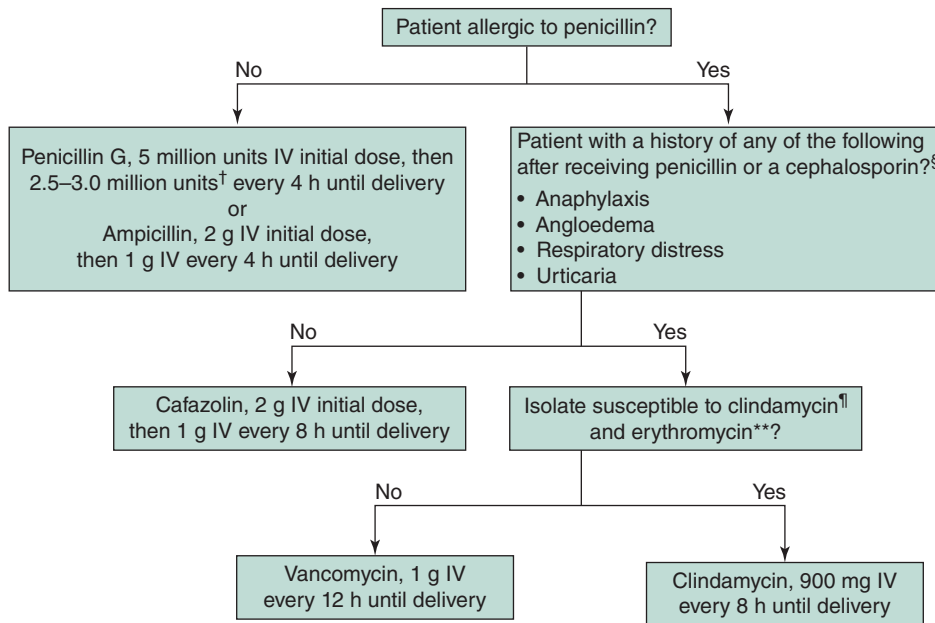 Patient allergic to penicillin?
No
Yes
Penicillin G, 5 million units IV initial dose, then
2.5–3.0 million units† every 4 h until delivery
or
Ampicillin, 2 g IV initial dose,
then 1 g IV every 4 h until delivery
Patient with a history of any of the following
after receiving penicillin or a cephalosporin?§
• Anaphylaxis
• Angloedema
• Respiratory distress
• Urticaria
No
Yes
Cafazolin, 2 g IV initial dose,
then 1 g IV every 8 h until delivery
Isolate susceptible to clindamycin¶
and erythromycin**?
No
Yes
Vancomycin, 1 g IV
every 12 h until delivery
Clindamycin, 900 mg IV
every 8 h until delivery